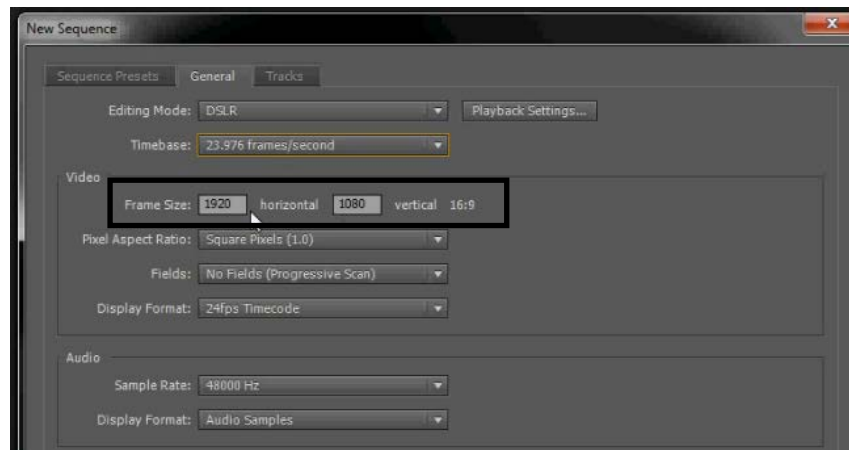 New Sequence
Sequence Presets General Tracks
Editing Mode: DSLR Playback Settings...
Timebase: 23.976 frames/second
Video
Frame Size: 1920 horizontal 1080 vertical 16:9
Pixel Aspect Ratio: Square Pixels (1.0)
Fields: No Fields (Progressive Scan)
Display Format: 24fps Timecode
Audio
Sample Rate: 48000 Hz
Display Format: Audio Samples